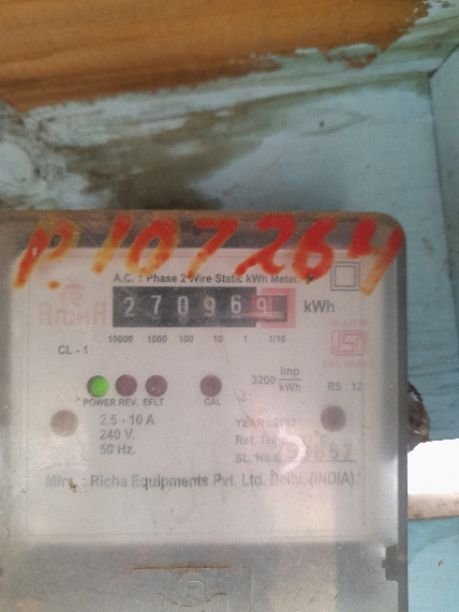 P.107264
A.C. 1 Phase 2 Wire Static kWh Meter.
RICHA
270969 kWh
10000 1000 100 10 1 1/10
CL - 1
3200 Imp/kWh
RS : 12
POWER REV. EFLT CAL
2.5 - 10 A
240 V.
50 Hz.
YEAR :
Ref. 
SL. No.
Mfrs. : Richa Equipments Pvt. Ltd. Delhi, (INDIA).